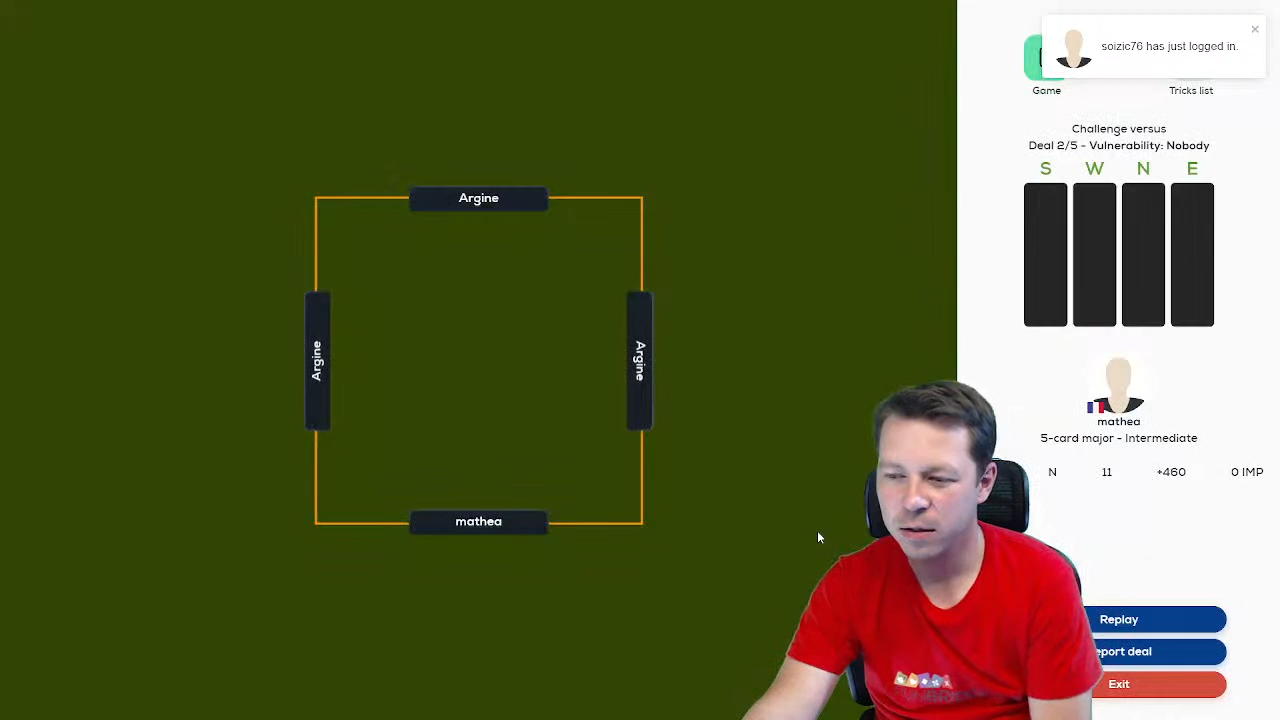 soizic76 has just logged in.
Game
Tricks list
Challenge versus
Deal 2/5 - Vulnerability: Nobody
S W N E
Argine
Argine
Argine
mathea
mathea
5-card major - Intermediate
N 11 +460 0 IMP
Replay
eport deal
Exit